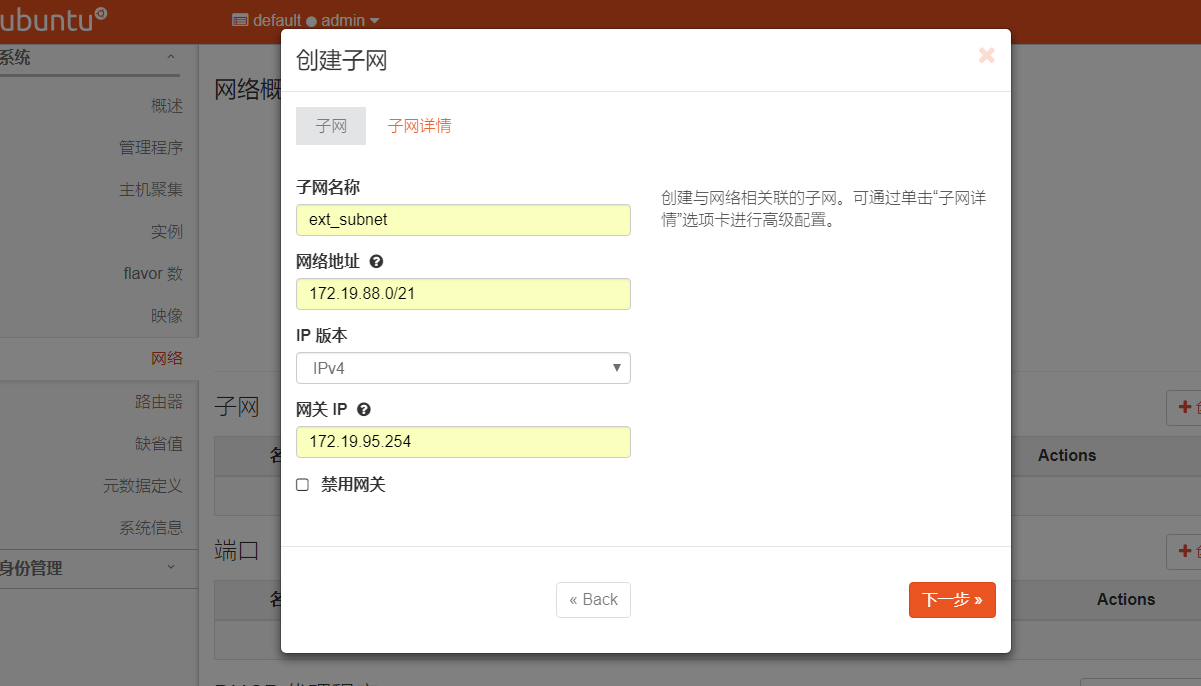 ubuntu
default admin
系统
概述
管理程序
主机聚集
实例
flavor 数
映像
网络
路由器
缺省值
元数据定义
系统信息
身份管理
网络概
子网
Actions
端口
Actions
创建子网
子网 子网详情
子网名称
ext_subnet
创建与网络相关联的子网。可通过单击“子网详
情”选项卡进行高级配置。
网络地址
172.19.88.0/21
IP 版本
IPv4
网关 IP
172.19.95.254
禁用网关
« Back
下一步 »